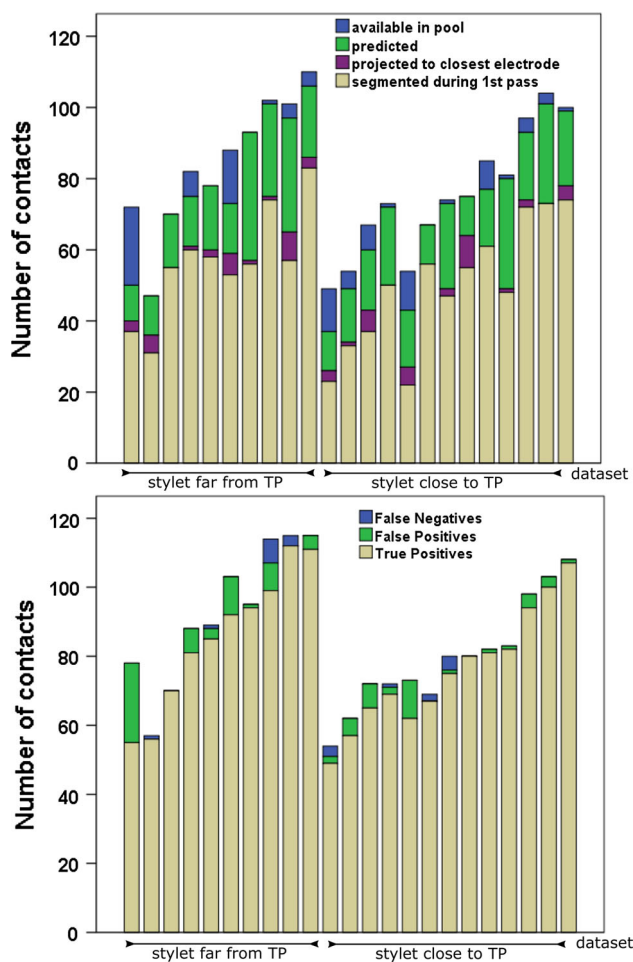 120
100
80
60
40
20
0
Number of contacts
available in pool
predicted
projected to closest electrode
segmented during 1st pass
stylet far from TP
stylet close to TP
dataset
120
100
80
60
40
20
0
Number of contacts
False Negatives
False Positives
True Positives
stylet far from TP
stylet close to TP
dataset